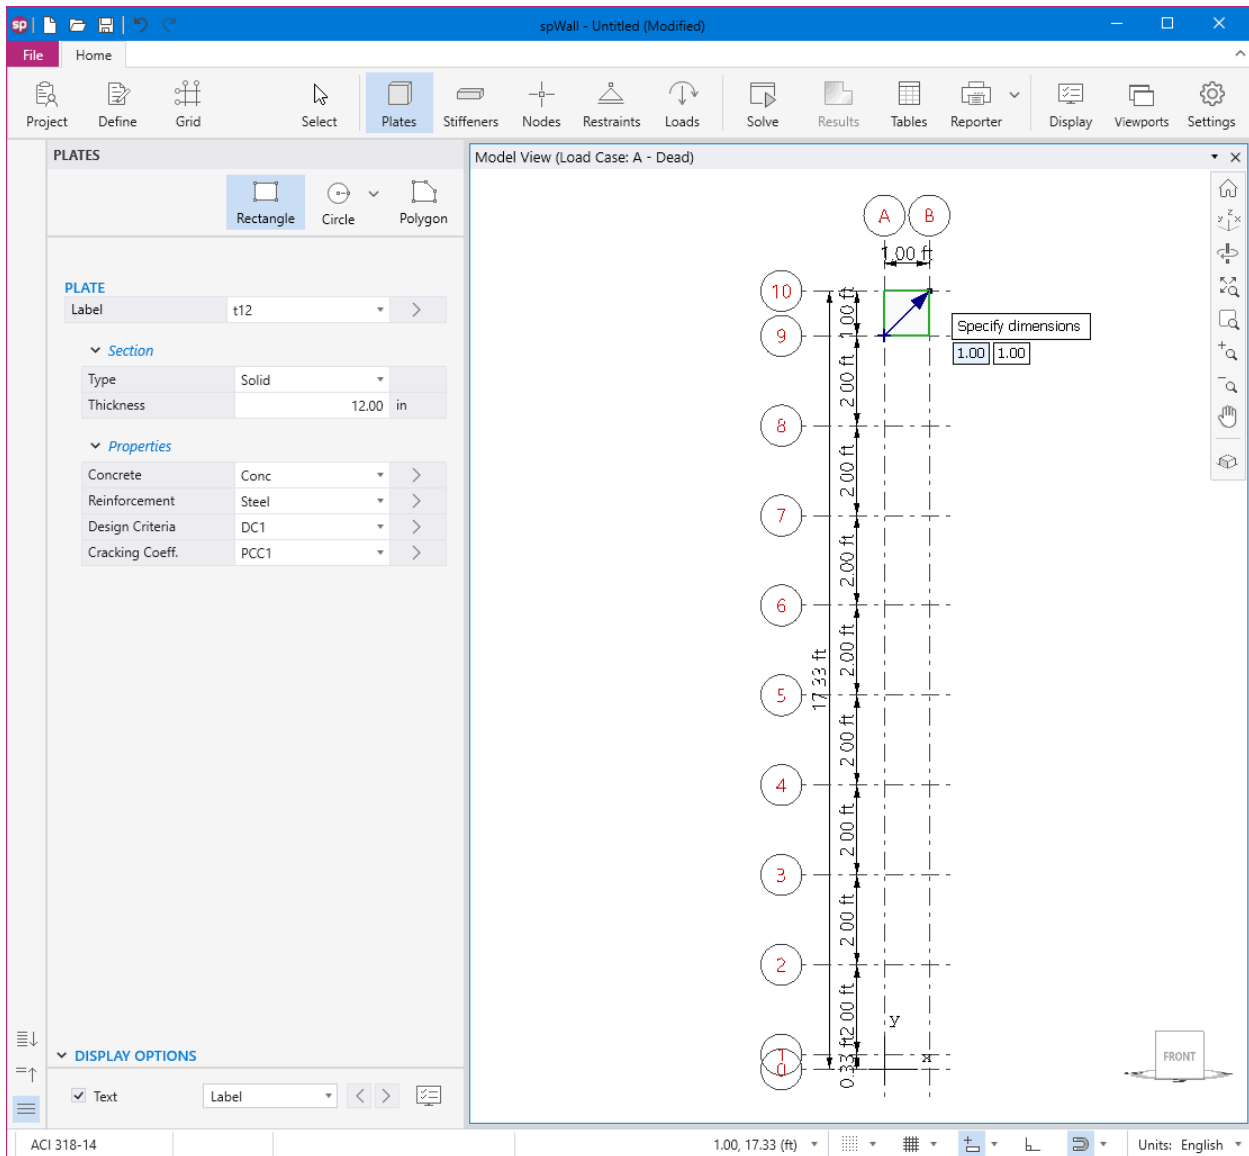 sp
spWall - Untitled (Modified)
File
Home
Project
Define
Grid
Select
Plates
Stiffeners
Nodes
Restraints
Loads
Solve
Results
Tables
Reporter
Display
Viewports
Settings
PLATES
Rectangle
Circle
Polygon
PLATE
Label
t12
Section
Type
Solid
Thickness
12.00 in
Properties
Concrete
Conc
Reinforcement
Steel
Design Criteria
DC1
Cracking Coeff.
PCC1
DISPLAY OPTIONS
Text
Label
Model View (Load Case: A - Dead)
A
B
1.00 ft
10
1.00 ft
9
Specify dimensions
1.00
1.00
2.00 ft
8
2.00 ft
7
2.00 ft
6
2.00 ft
17.33 ft
5
2.00 ft
4
2.00 ft
3
2.00 ft
2
2.00 ft
1
0.33 ft
0
y
x
y z x
FRONT
ACI 318-14
1.00, 17.33 (ft)
Units: English